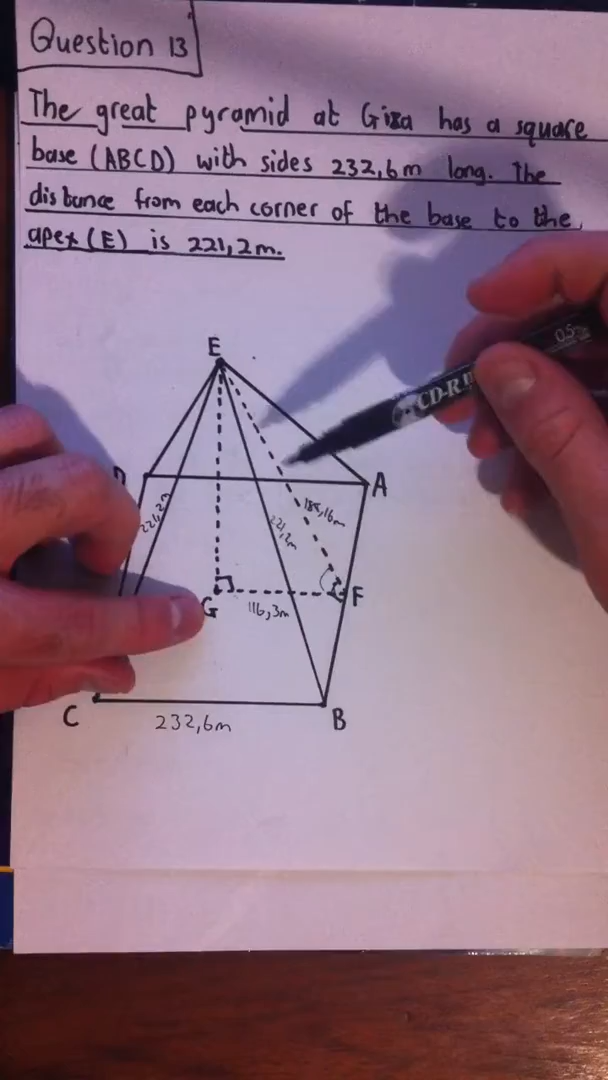 Question 13
The great pyramid at Giza has a square
base (ABCD) with sides 232,6m long. The
distance from each corner of the base to the
apex (E) is 221,2m.
0.5
CD-R
E
A
221,2m
188,16m
221,2m
G
F
116,3m
C
B
232,6m